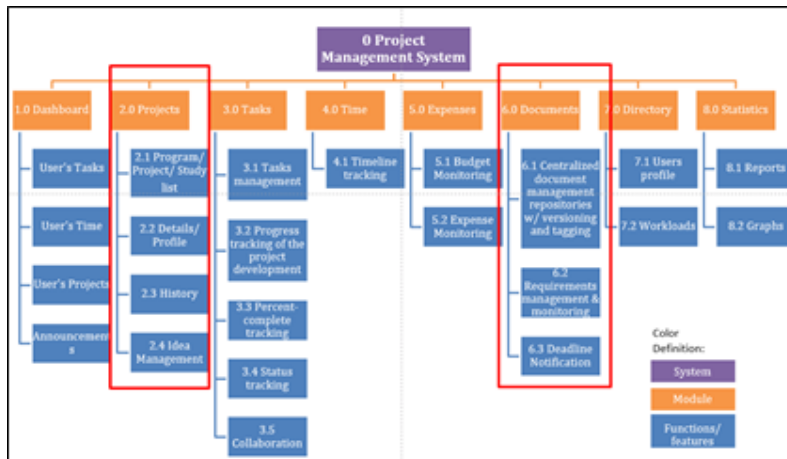 0 Project
Management System
1.0 Dashboard
2.0 Projects
3.0 Tasks
4.0 Time
5.0 Expenses
6.0 Documents
7.0 Directory
8.0 Statistics
User's Tasks
User's Time
User's Projects
Announcement
s
2.1 Program/
Project/ Study
list
2.2 Details/
Profile
2.3 History
2.4 Idea
Management
3.1 Tasks
management
3.2 Progress
tracking of the
project
development
3.3 Percent-
complete
tracking
3.4 Status
tracking
3.5
Collaboration
4.1 Timeline
tracking
5.1 Budget
Monitoring
5.2 Expense
Monitoring
6.1 Centralized
document
management
repositories
w/ versioning
and tagging
6.2
Requirements
management &
monitoring
6.3 Deadline
Notification
7.1 Users
profile
7.2 Workloads
8.1 Reports
8.2 Graphs
Color
Definition:
System
Module
Functions/
features